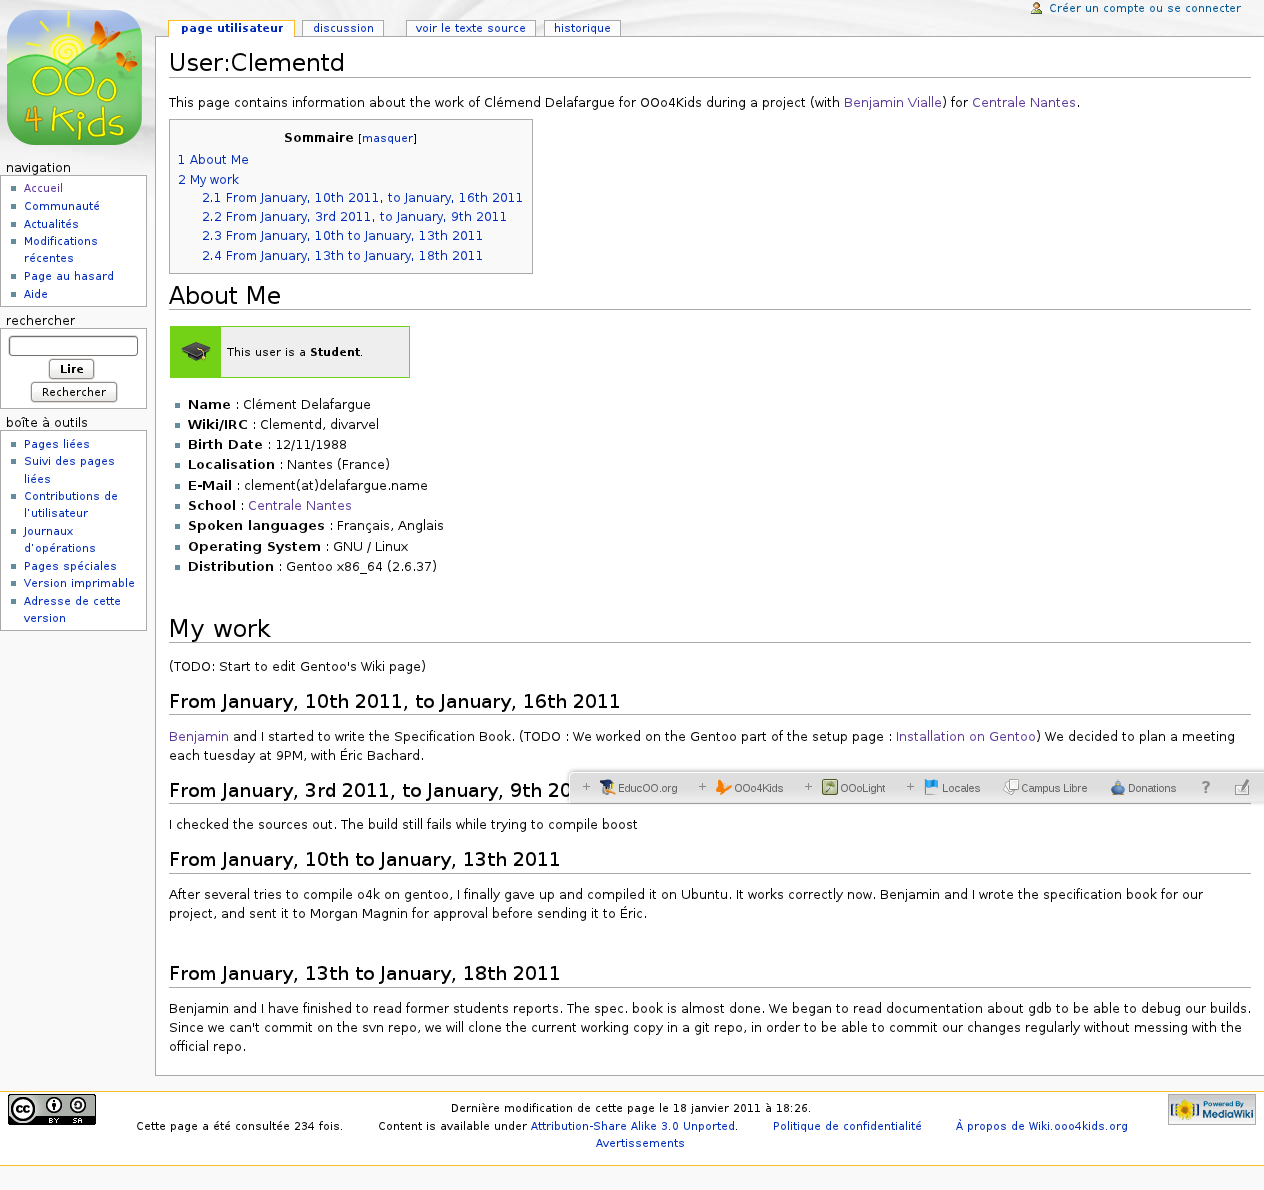 Créer un compte ou se connecter
page utilisateur
discussion
voir le texte source
historique
OOo
4 Kids
navigation
Accueil
Communauté
Actualités
Modifications
récentes
Page au hasard
Aide
rechercher
Lire
Rechercher
boîte à outils
Pages liées
Suivi des pages
liées
Contributions de
l'utilisateur
Journaux
d'opérations
Pages spéciales
Version imprimable
Adresse de cette
version
User:Clementd
This page contains information about the work of Clémend Delafargue for OOo4Kids during a project (with Benjamin Vialle) for Centrale Nantes.
Sommaire [masquer]
1 About Me
2 My work
2.1 From January, 10th 2011, to January, 16th 2011
2.2 From January, 3rd 2011, to January, 9th 2011
2.3 From January, 10th to January, 13th 2011
2.4 From January, 13th to January, 18th 2011
About Me
This user is a Student.
Name : Clément Delafargue
Wiki/IRC : Clementd, divarvel
Birth Date : 12/11/1988
Localisation : Nantes (France)
E-Mail : clement(at)delafargue.name
School : Centrale Nantes
Spoken languages : Français, Anglais
Operating System : GNU / Linux
Distribution : Gentoo x86_64 (2.6.37)
My work
(TODO: Start to edit Gentoo's Wiki page)
From January, 10th 2011, to January, 16th 2011
Benjamin and I started to write the Specification Book. (TODO : We worked on the Gentoo part of the setup page : Installation on Gentoo) We decided to plan a meeting
each tuesday at 9PM, with Éric Bachard.
From January, 3rd 2011, to January, 9th 20
+ EducOO.org + OOo4Kids + OOoLight + Locales Campus Libre Donations ?
I checked the sources out. The build still fails while trying to compile boost
From January, 10th to January, 13th 2011
After several tries to compile o4k on gentoo, I finally gave up and compiled it on Ubuntu. It works correctly now. Benjamin and I wrote the specification book for our
project, and sent it to Morgan Magnin for approval before sending it to Éric.
From January, 13th to January, 18th 2011
Benjamin and I have finished to read former students reports. The spec. book is almost done. We began to read documentation about gdb to be able to debug our builds.
Since we can't commit on the svn repo, we will clone the current working copy in a git repo, in order to be able to commit our changes regularly without messing with the
official repo.
cc
BY SA
Dernière modification de cette page le 18 janvier 2011 à 18:26.
Cette page a été consultée 234 fois. Content is available under Attribution-Share Alike 3.0 Unported. Politique de confidentialité À propos de Wiki.ooo4kids.org
Avertissements
Powered By
MediaWiki